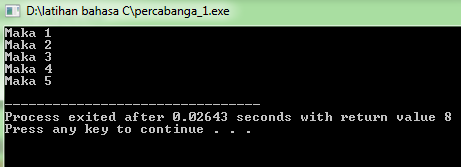 D:\latihan bahasa C\percabanga_1.exe
Maka 1
Maka 2
Maka 3
Maka 4
Maka 5
--------------------------------
Process exited after 0.02643 seconds with return value 8
Press any key to continue . . .